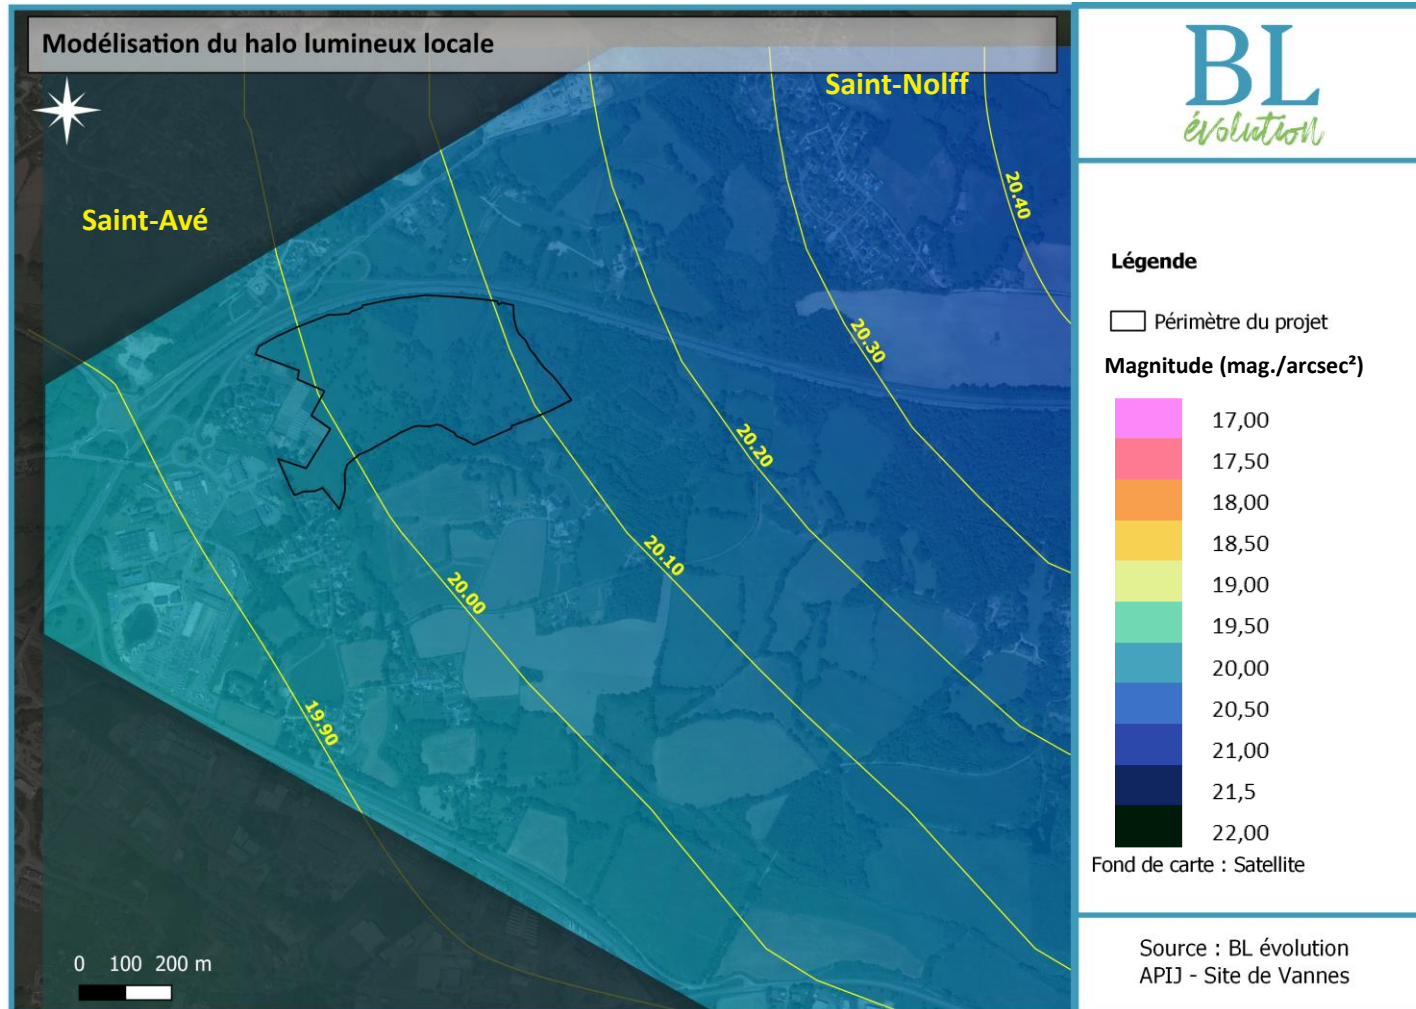 Modélisation du halo lumineux locale
Saint-Nolff
Saint-Avé
20.40
20.30
20.20
20.10
20.00
19.90
0 100 200 m
BL
évolution
Légende
Périmètre du projet
Magnitude (mag./arcsec²)
17,00
17,50
18,00
18,50
19,00
19,50
20,00
20,50
21,00
21,5
22,00
Fond de carte : Satellite
Source : BL évolution
APIJ - Site de Vannes